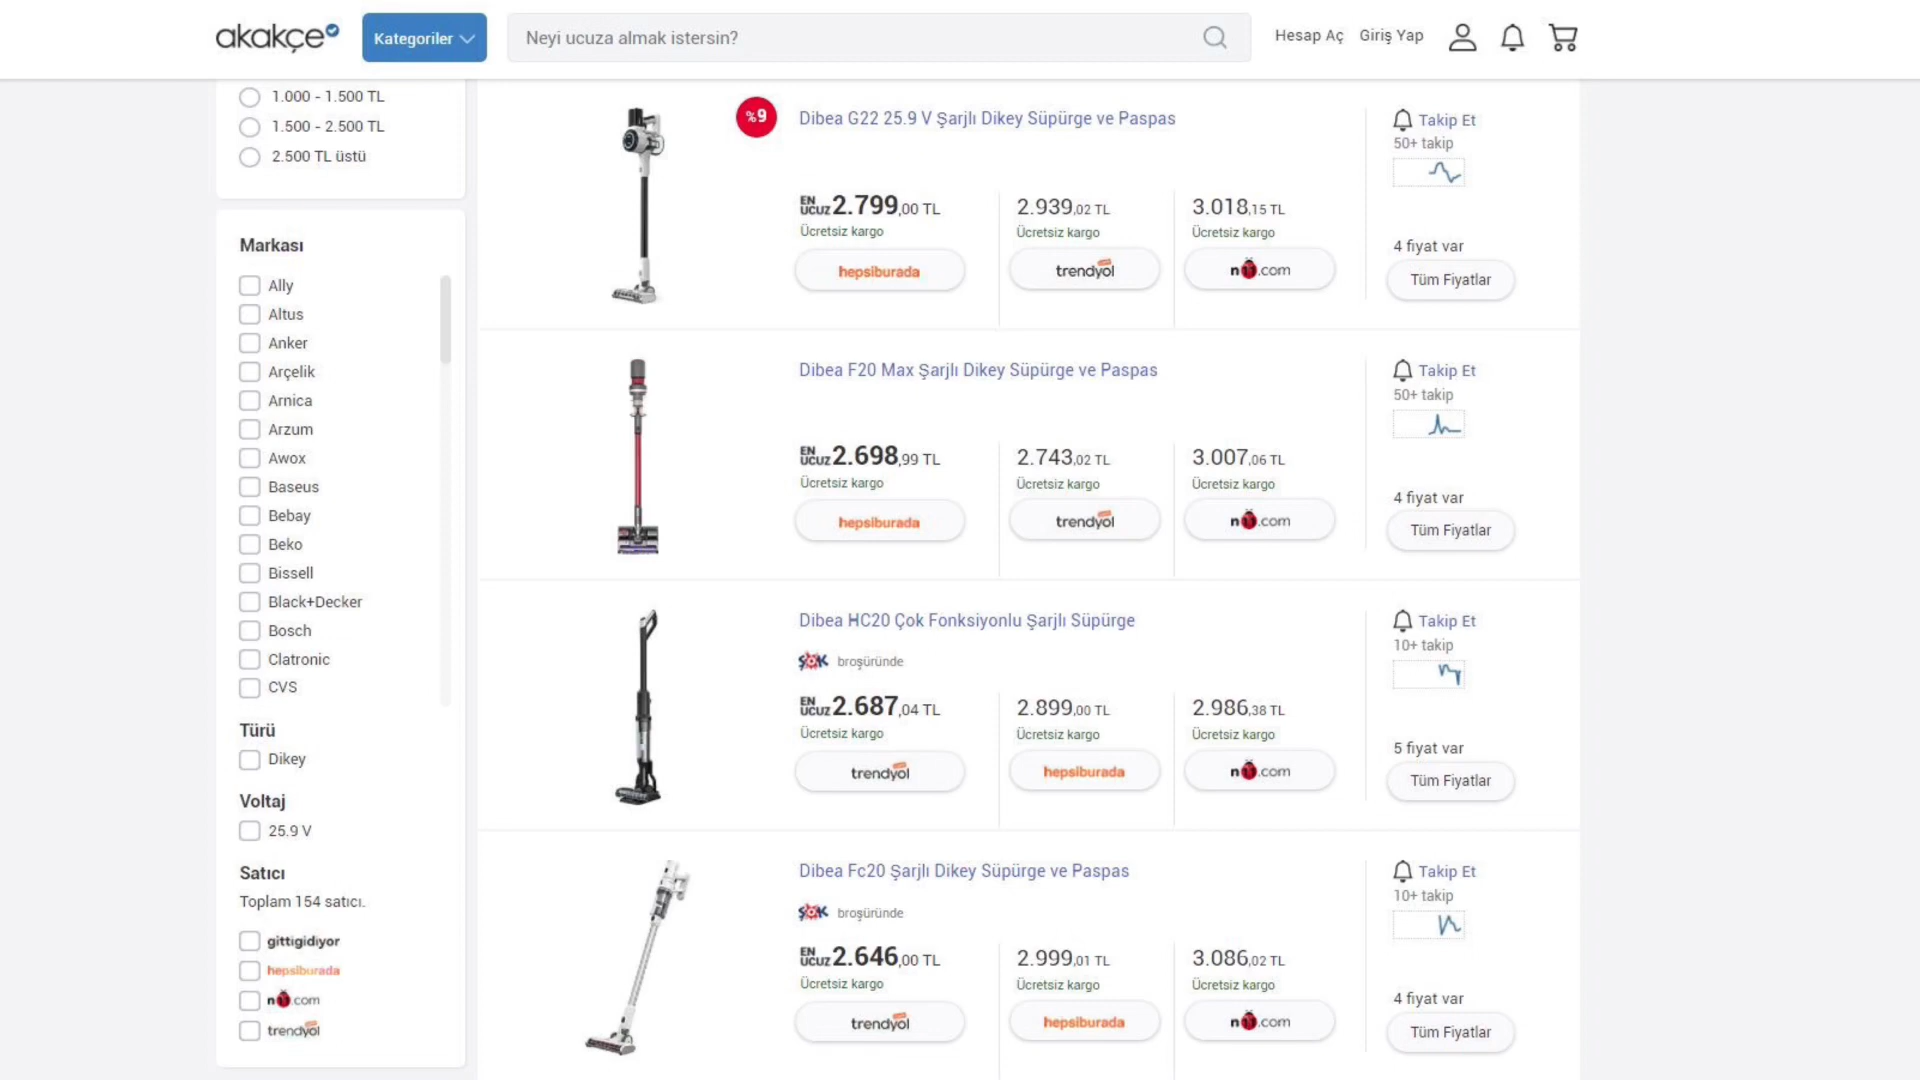 akakçe
Kategoriler
Neyi ucuza almak istersin?
Hesap Aç
Giriş Yap
1.000 - 1.500 TL
1.500 - 2.500 TL
2.500 TL üstü
Markası
Ally
Altus
Anker
Arçelik
Arnica
Arzum
Awox
Baseus
Bebay
Beko
Bissell
Black+Decker
Bosch
Clatronic
CVS
Türü
Dikey
Voltaj
25.9 V
Satıcı
Toplam 154 satıcı.
gittigidiyor
hepsiburada
n11.com
trendyol
%9
Dibea G22 25.9 V Şarjlı Dikey Süpürge ve Paspas
EN UCUZ 2.799,00 TL
Ücretsiz kargo
hepsiburada
2.939,02 TL
Ücretsiz kargo
trendyol
3.018,15 TL
Ücretsiz kargo
n11.com
Takip Et
50+ takip
4 fiyat var
Tüm Fiyatlar
Dibea F20 Max Şarjlı Dikey Süpürge ve Paspas
EN UCUZ 2.698,99 TL
Ücretsiz kargo
hepsiburada
2.743,02 TL
Ücretsiz kargo
trendyol
3.007,06 TL
Ücretsiz kargo
n11.com
Takip Et
50+ takip
4 fiyat var
Tüm Fiyatlar
Dibea HC20 Çok Fonksiyonlu Şarjlı Süpürge
ŞOK broşüründe
EN UCUZ 2.687,04 TL
Ücretsiz kargo
trendyol
2.899,00 TL
Ücretsiz kargo
hepsiburada
2.986,38 TL
Ücretsiz kargo
n11.com
Takip Et
10+ takip
5 fiyat var
Tüm Fiyatlar
Dibea Fc20 Şarjlı Dikey Süpürge ve Paspas
ŞOK broşüründe
EN UCUZ 2.646,00 TL
Ücretsiz kargo
trendyol
2.999,01 TL
Ücretsiz kargo
hepsiburada
3.086,02 TL
Ücretsiz kargo
n11.com
Takip Et
10+ takip
4 fiyat var
Tüm Fiyatlar